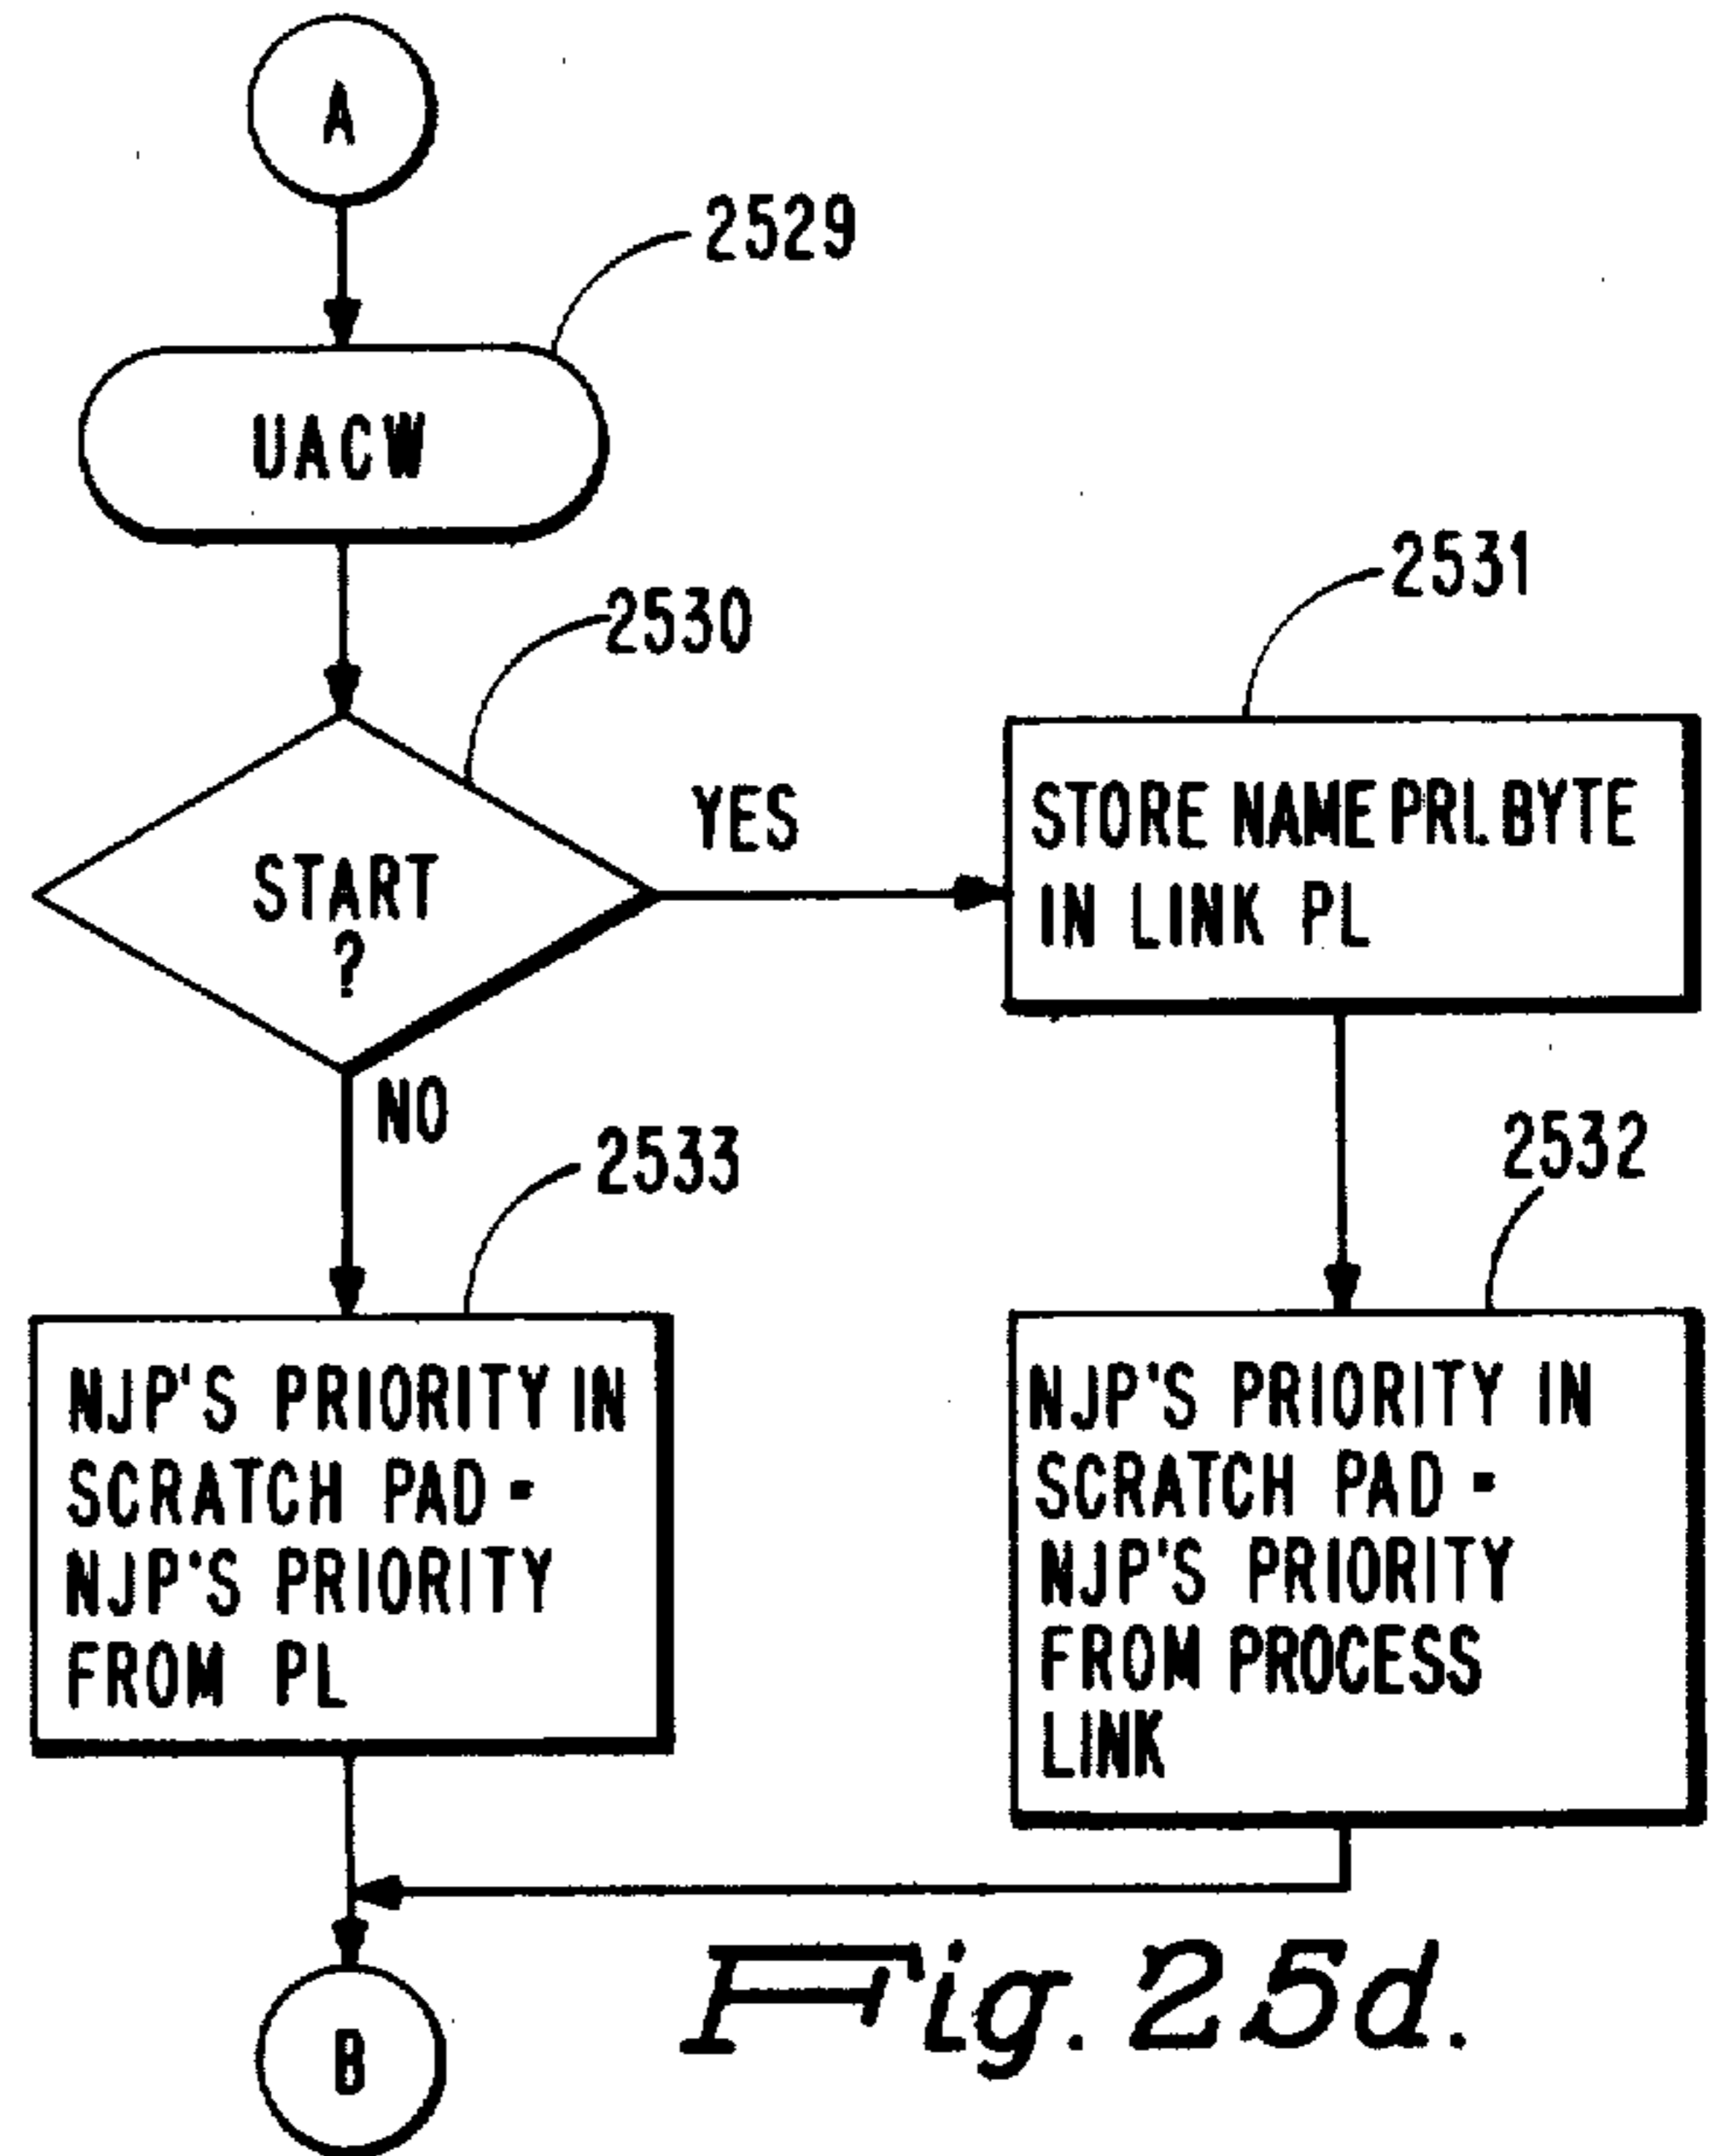 A
2529
UACW
2530
START
?
YES
2531
STORE NAME PRI. BYTE
IN LINK PL
NO
2533
NJP'S PRIORITY IN
SCRATCH PAD =
NJP'S PRIORITY
FROM PL
2532
NJP'S PRIORITY IN
SCRATCH PAD =
NJP'S PRIORITY
FROM PROCESS
LINK
B
Fig. 25d.